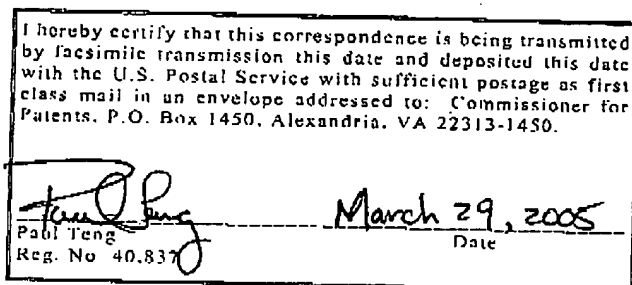 I hereby certify that this correspondence is being transmitted
by facsimile transmission this date and deposited this date
with the U.S. Postal Service with sufficient postage as first
class mail in an envelope addressed to: Commissioner for
Patents, P.O. Box 1450, Alexandria, VA 22313-1450.
Paul Teng March 29, 2005
Paul Teng Date
Reg. No 40,837